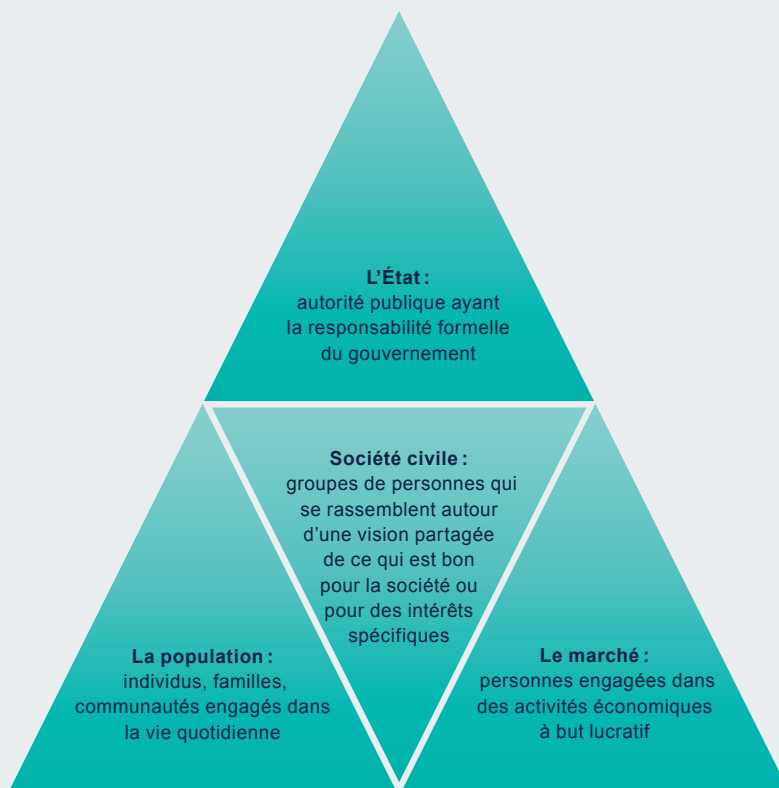 L’État :
autorité publique ayant
la responsabilité formelle
du gouvernement
Société civile :
groupes de personnes qui
se rassemblent autour
d’une vision partagée
de ce qui est bon
pour la société ou
pour des intérêts
spécifiques
La population :
individus, familles,
communautés engagés dans
la vie quotidienne
Le marché :
personnes engagées dans
des activités économiques
à but lucratif